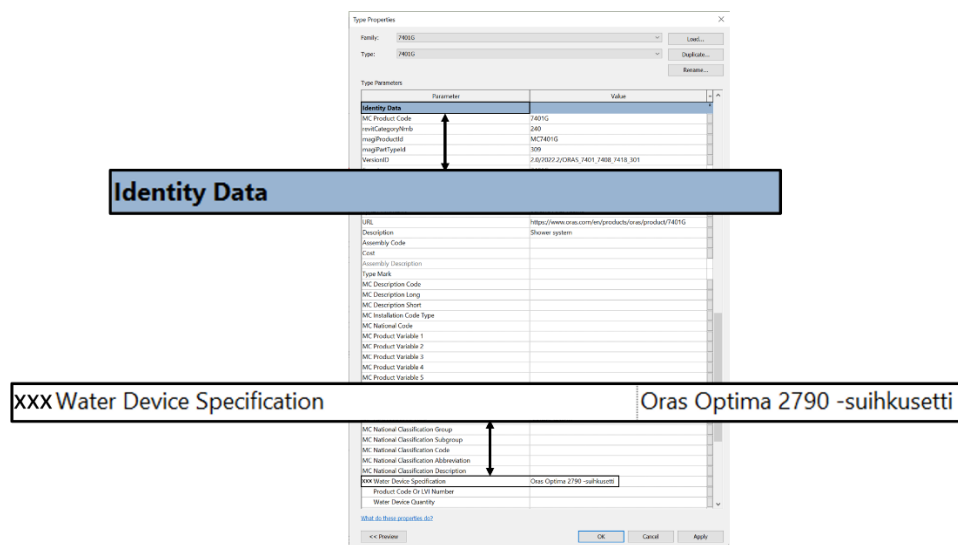 Type Properties
Family: 7401G Load...
Type: 7401G Duplicate...
Rename...
Type Parameters
Parameter Value
Identity Data
MC Product Code 7401G
revitCategoryNmb 240
magiProductId MC7401G
magiPartTypeId 309
VersionID 2.0/2022.2/ORAS_7401_7408_7418_301
Identity Data
URL https://www.oras.com/en/products/oras/product/7401G
Description Shower system
Assembly Code
Cost
Assembly Description
Type Mark
MC Description Code
MC Description Long
MC Description Short
MC Installation Code Type
MC National Code
MC Product Variable 1
MC Product Variable 2
MC Product Variable 3
MC Product Variable 4
MC Product Variable 5
XXX Water Device Specification Oras Optima 2790 -suihkusetti
MC National Classification Group
MC National Classification Subgroup
MC National Classification Code
MC National Classification Abbreviation
MC National Classification Description
XXX Water Device Specification Oras Optima 2790 -suihkusetti
Product Code Or LVI Number
Water Device Quantity
What do these properties do?
<< Preview OK Cancel Apply